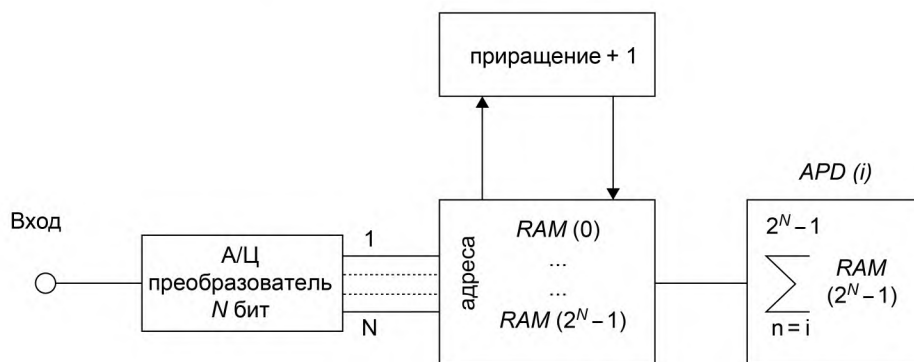 приращение + 1
APD (i)
Вход
А/Ц
преобразователь
N бит
1
N
адреса
RAM (0)
...
...
RAM (2^N – 1)
2^N – 1
∑
n = i
RAM
(2^N – 1)